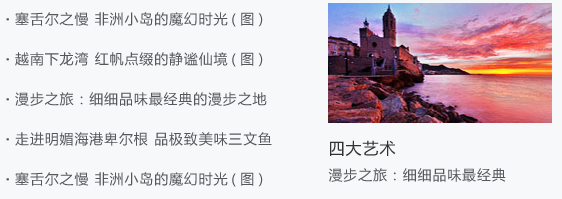 · 塞舌尔之慢 非洲小岛的魔幻时光 ( 图 )
· 越南下龙湾 红帆点缀的静谧仙境 ( 图 )
· 漫步之旅：细细品味最经典的漫步之地
· 走进明媚海港卑尔根 品极致美味三文鱼
· 塞舌尔之慢 非洲小岛的魔幻时光 ( 图 )
四大艺术
漫步之旅：细细品味最经典